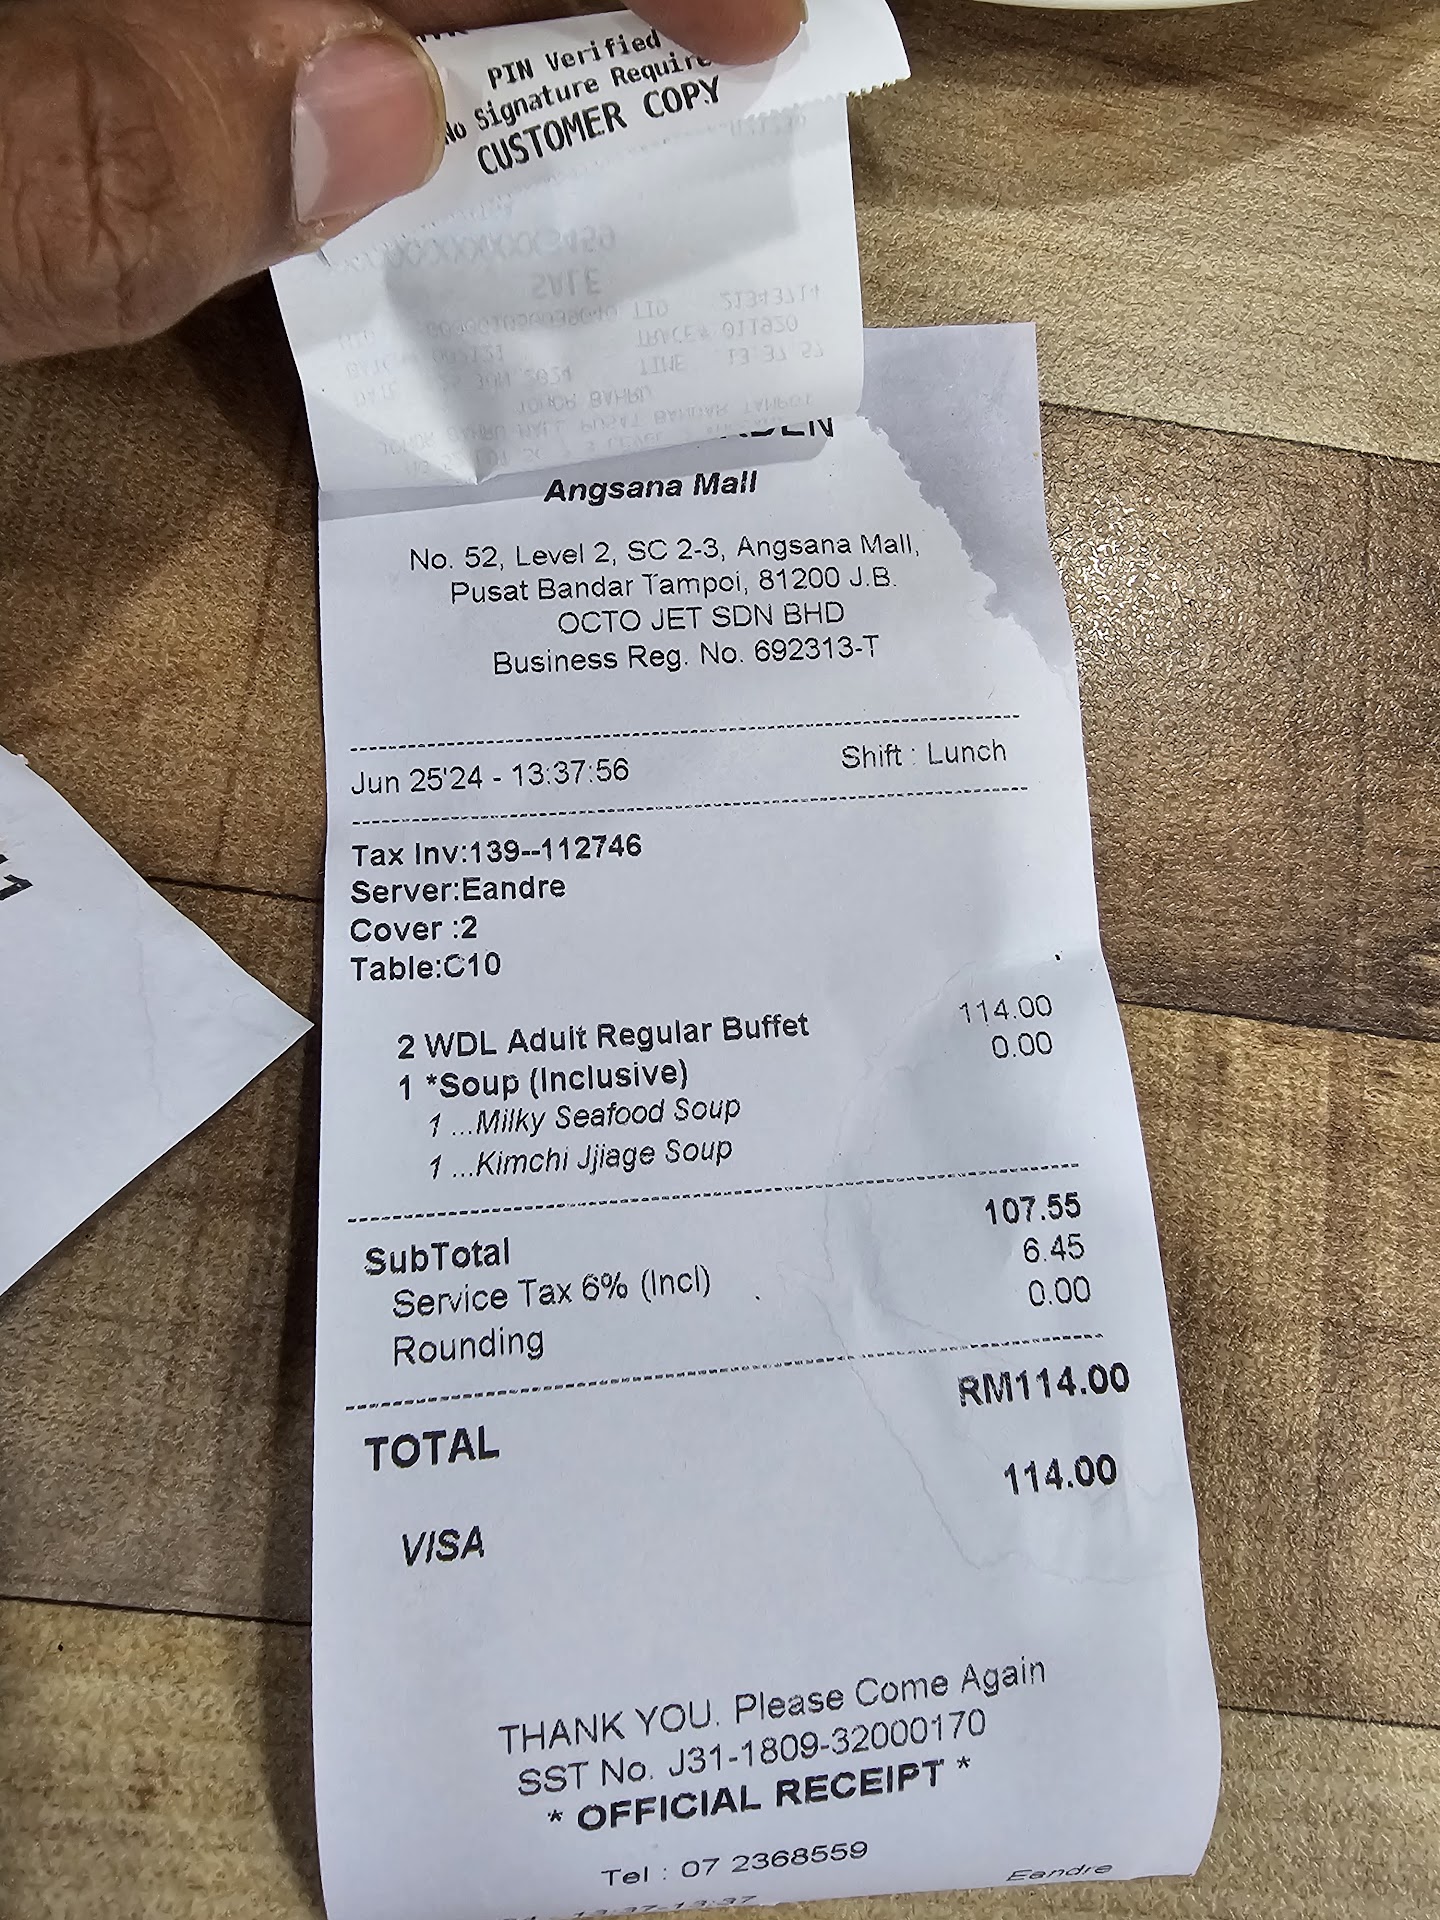 PIN Verified
No Signature Require
CUSTOMER COPY
SALE
Angsana Mall
No. 52, Level 2, SC 2-3, Angsana Mall,
Pusat Bandar Tampoi, 81200 J.B.
OCTO JET SDN BHD
Business Reg. No. 692313-T
Jun 25'24 - 13:37:56 Shift : Lunch
Tax Inv:139--112746
Server:Eandre
Cover :2
Table:C10
2 WDL Adult Regular Buffet 114.00
1 *Soup (Inclusive) 0.00
1 ...Milky Seafood Soup
1 ...Kimchi Jjiage Soup
SubTotal 107.55
Service Tax 6% (Incl) 6.45
Rounding 0.00
TOTAL RM114.00
VISA 114.00
THANK YOU. Please Come Again
SST No. J31-1809-32000170
* OFFICIAL RECEIPT *
Tel : 07 2368559
Eandre